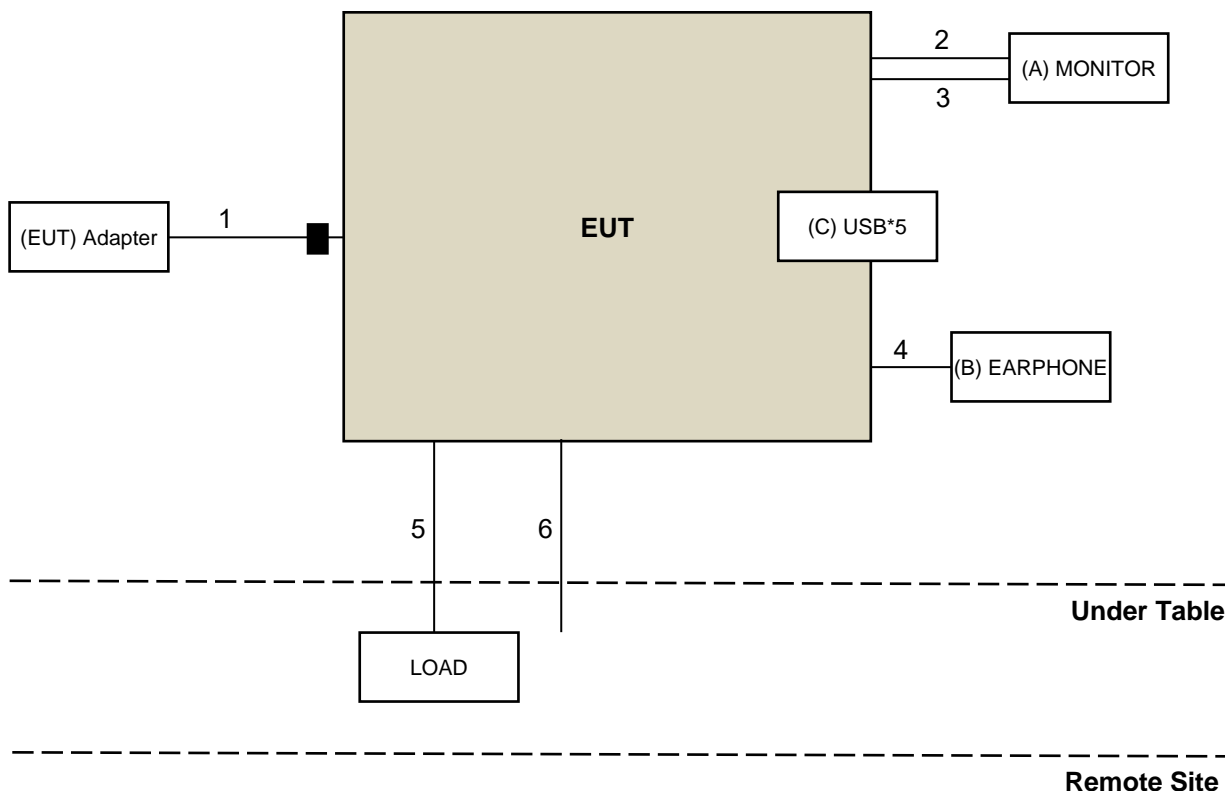 2
(A) MONITOR
3
1
(EUT) Adapter
EUT
(C) USB*5
4
(B) EARPHONE
5
6
Under Table
LOAD
Remote Site